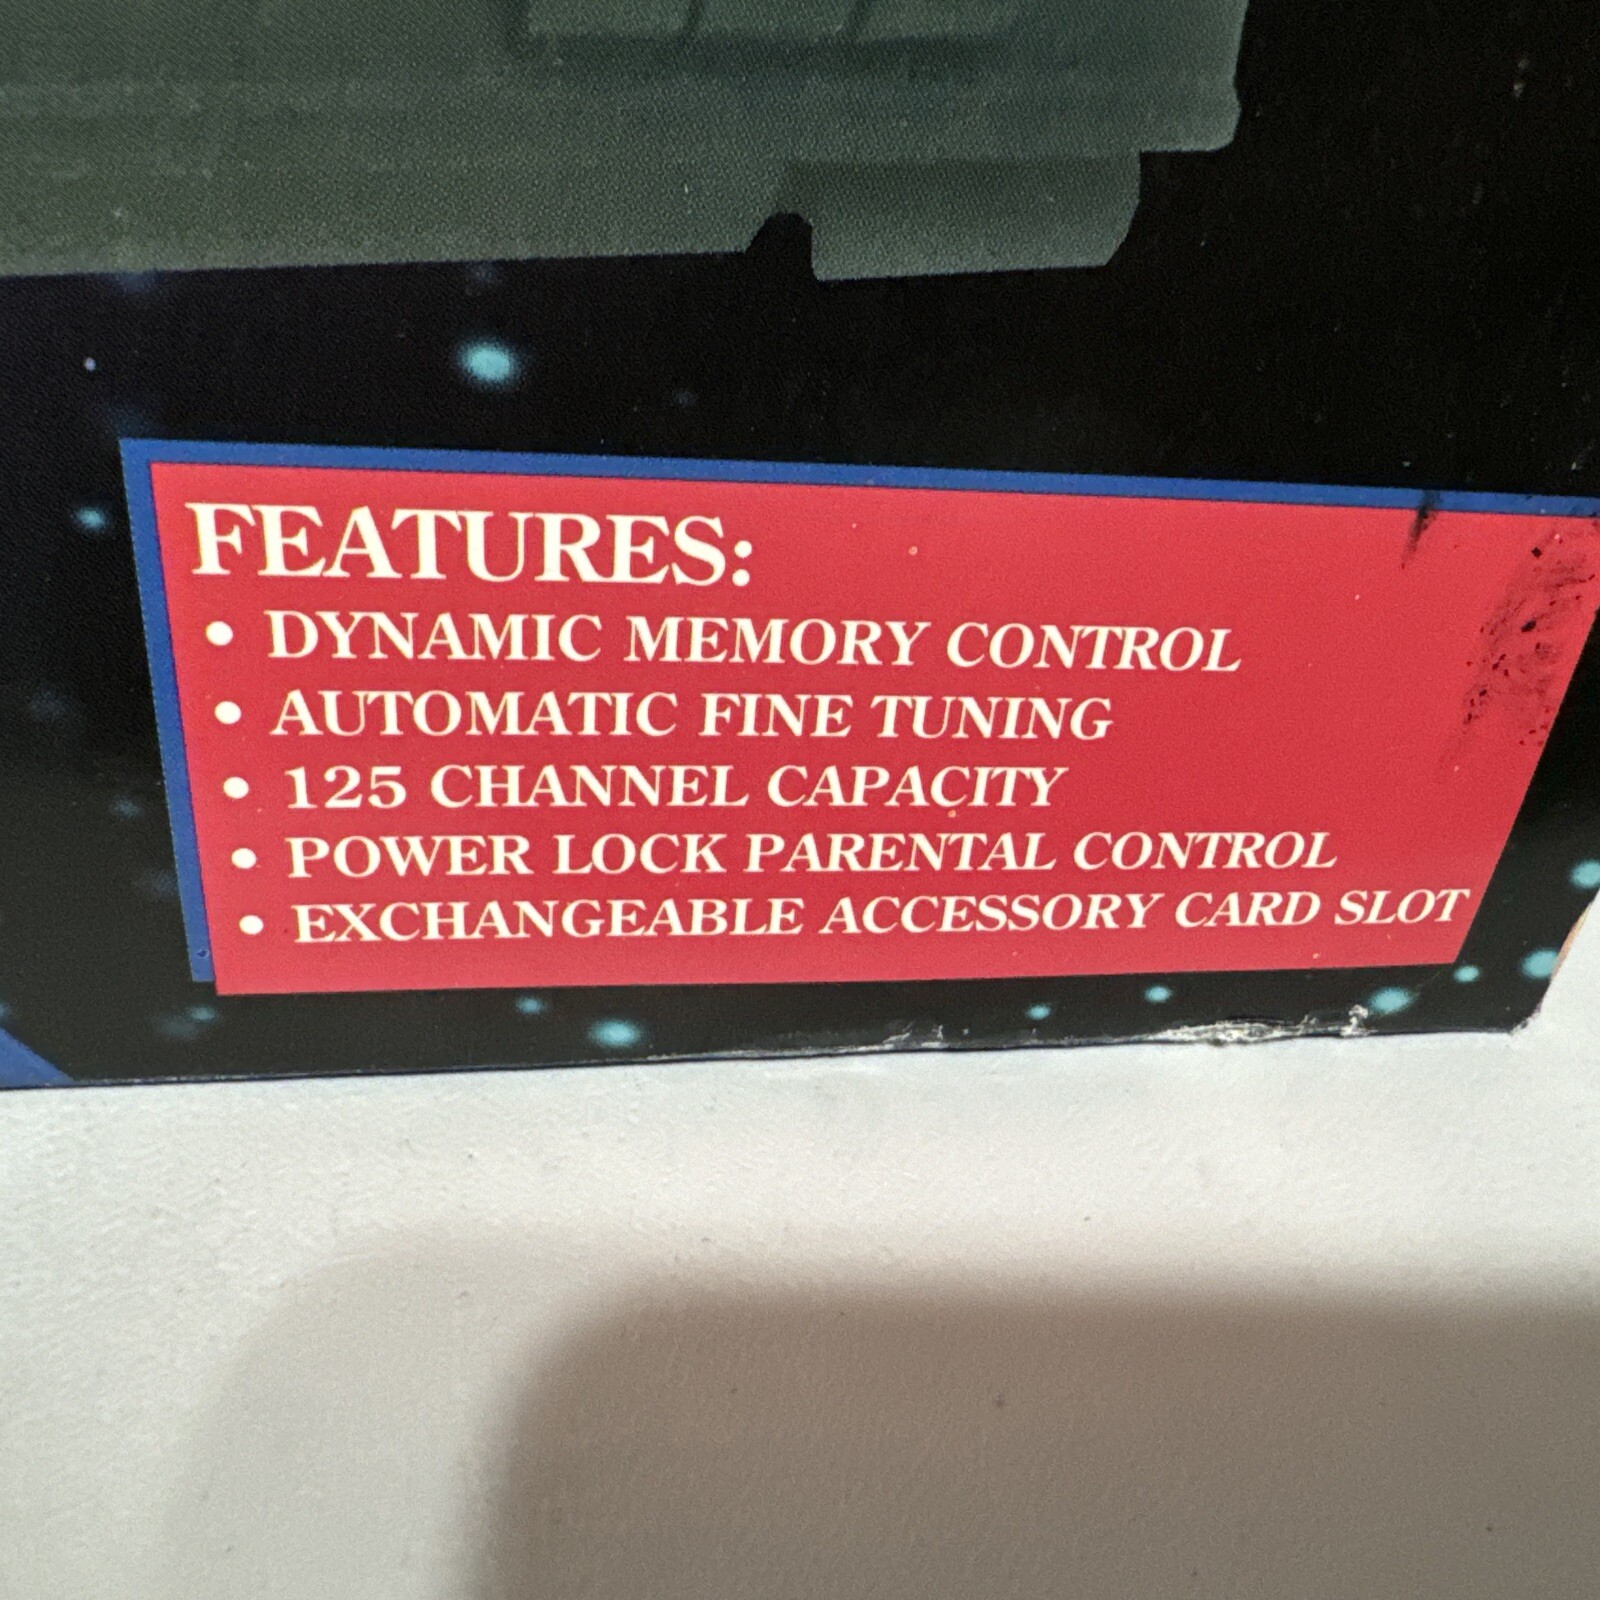 FEATURES:
• DYNAMIC MEMORY CONTROL
• AUTOMATIC FINE TUNING
• 125 CHANNEL CAPACITY
• POWER LOCK PARENTAL CONTROL
• EXCHANGEABLE ACCESSORY CARD SLOT